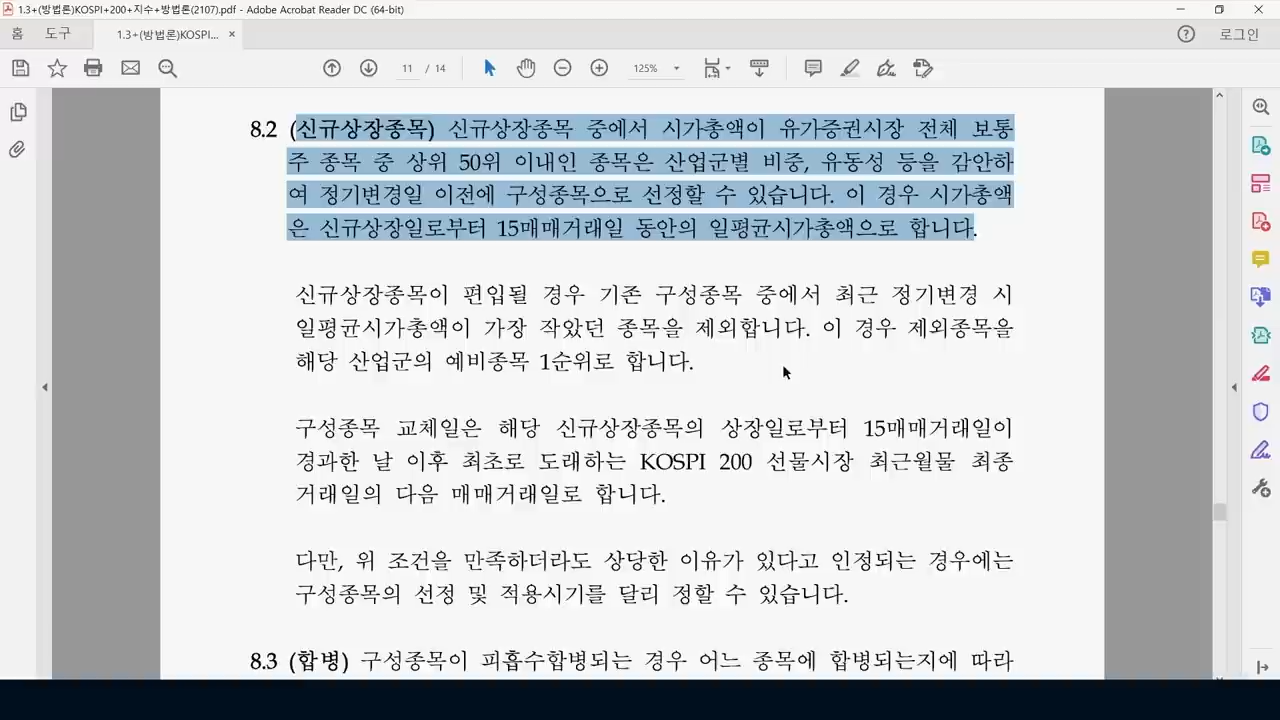 1.3+(방법론)KOSPI+200+지수+방법론(2107).pdf - Adobe Acrobat Reader DC (64-bit)
홈 도구 1.3+(방법론)KOSPI... × 로그인
11 / 14 125%
8.2 (신규상장종목) 신규상장종목 중에서 시가총액이 유가증권시장 전체 보통
주 종목 중 상위 50위 이내인 종목은 산업군별 비중, 유동성 등을 감안하
여 정기변경일 이전에 구성종목으로 선정할 수 있습니다. 이 경우 시가총액
은 신규상장일로부터 15매매거래일 동안의 일평균시가총액으로 합니다.
신규상장종목이 편입될 경우 기존 구성종목 중에서 최근 정기변경 시
일평균시가총액이 가장 작았던 종목을 제외합니다. 이 경우 제외종목을
해당 산업군의 예비종목 1순위로 합니다.
구성종목 교체일은 해당 신규상장종목의 상장일로부터 15매매거래일이
경과한 날 이후 최초로 도래하는 KOSPI 200 선물시장 최근월물 최종
거래일의 다음 매매거래일로 합니다.
다만, 위 조건을 만족하더라도 상당한 이유가 있다고 인정되는 경우에는
구성종목의 선정 및 적용시기를 달리 정할 수 있습니다.
8.3 (합병) 구성종목이 피흡수합병되는 경우 어느 종목에 합병되는지에 따라